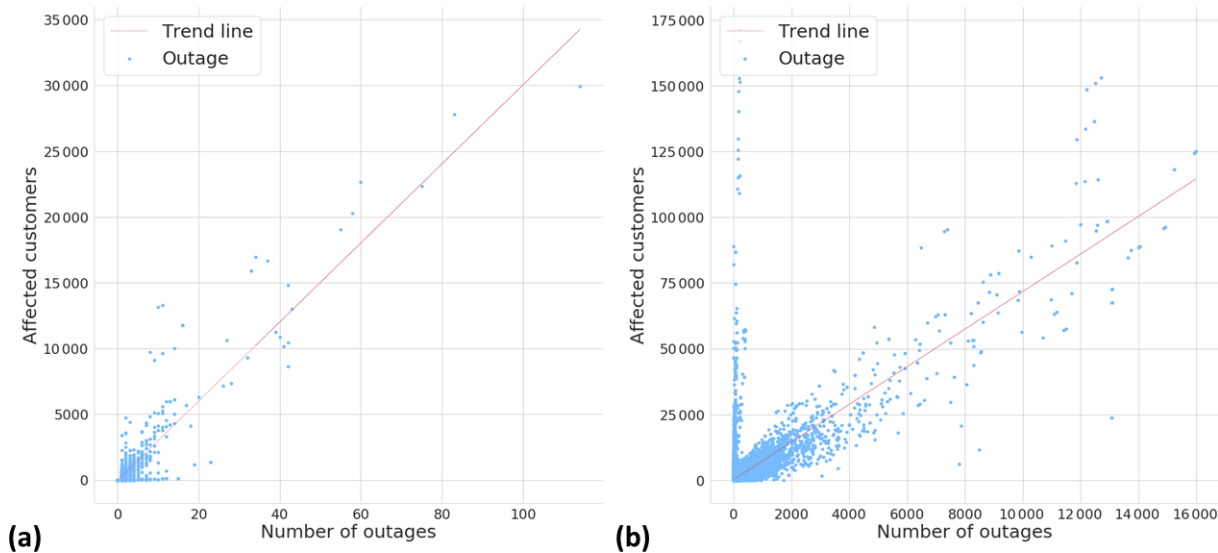 35 000
30 000
25 000
20 000
15 000
10 000
5000
0
Affected customers
Trend line
Outage
0 20 40 60 80 100
Number of outages
(a)
175 000
150 000
125 000
100 000
75 000
50 000
25 000
0
Affected customers
Trend line
Outage
0 2000 4000 6000 8000 10 000 12 000 14 000 16 000
Number of outages
(b)